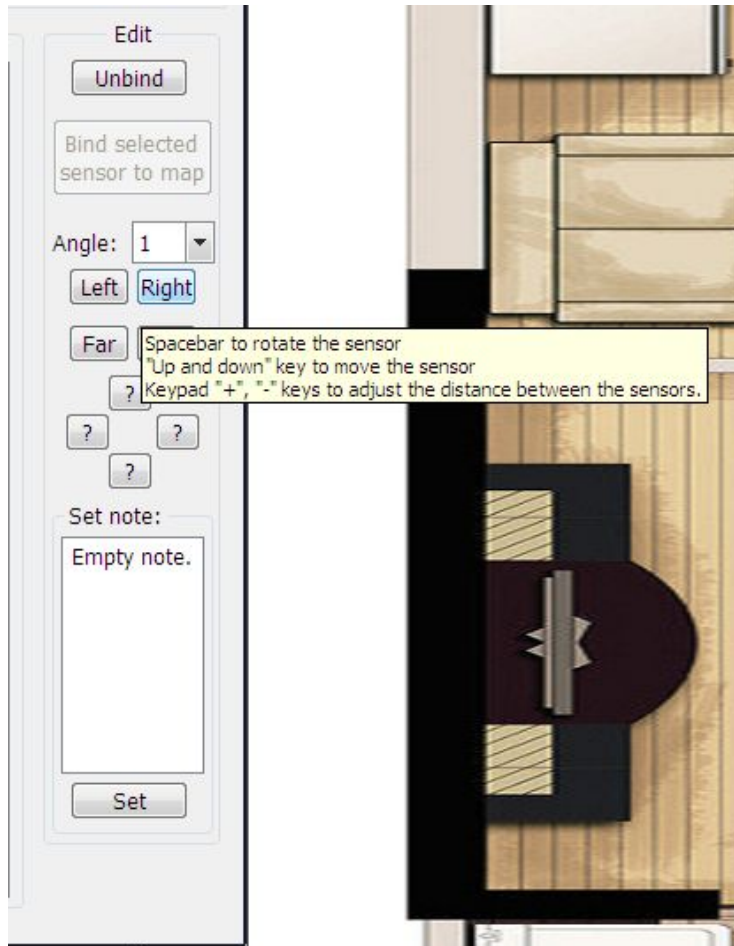 Edit
Unbind
Bind selected
sensor to map
Angle: 1
Left Right
Far
Spacebar to rotate the sensor
"Up and down" key to move the sensor
Keypad "+", "-" keys to adjust the distance between the sensors.
?
? ?
?
Set note:
Empty note.
Set